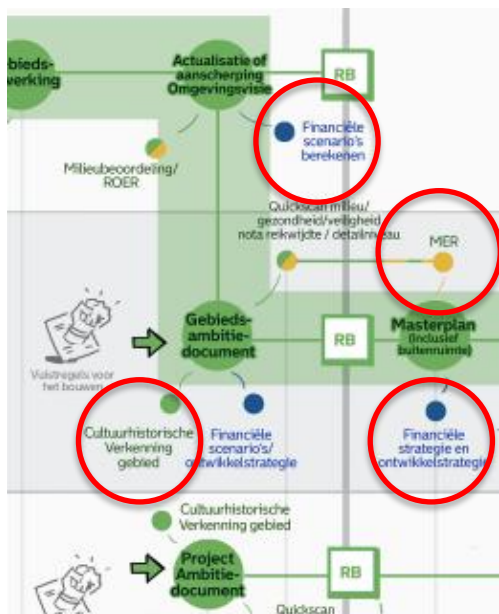 ebieds-
werking
Actualisatie of
aanscherping
Omgevingsvisie
RB
Financiële
scenario's
berekenen
Milieubeoordeling/
ROER
Quickscan milieu/
gezondheid/veiligheid
nota reikwijdte / detailniveau
MER
Gebieds-
ambitie-
document
RB
Masterplan
(inclusief
buitenruimte)
Vuistregels voor
het bouwen
Cultuurhistorische
Verkenning
gebied
Financiële
scenario's/
ontwikkelstrategie
Financiële
strategie en
ontwikkelstrategie
Cultuurhistorische
Verkenning gebied
Project
Ambitie-
document
RB
Quickscan